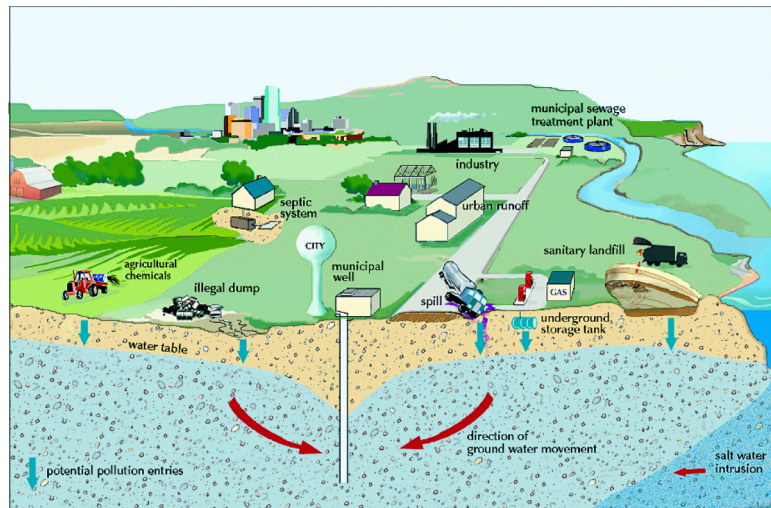 municipal sewage
treatment plant
industry
septic
system
urban runoff
CITY
municipal
well
sanitary landfill
agricultural
chemicals
illegal dump
spill
GAS
underground
storage tank
water table
direction of
ground water movement
potential pollution entries
salt water
intrusion